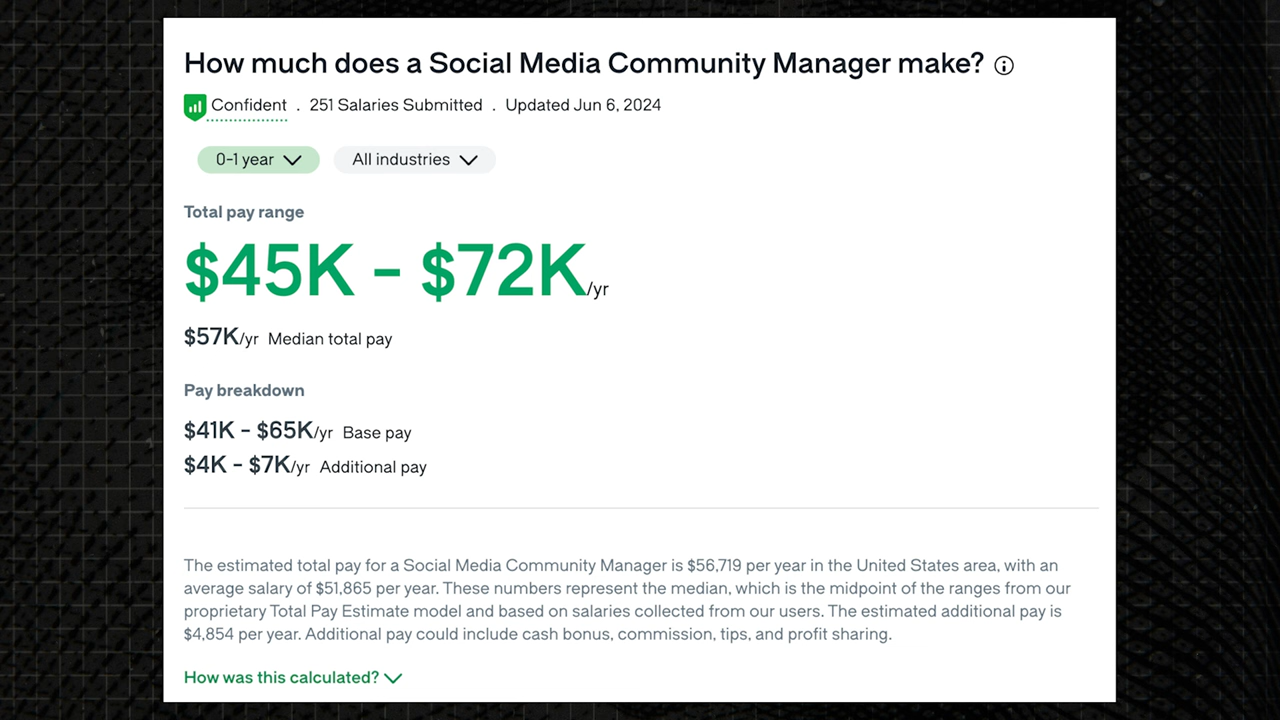 How much does a Social Media Community Manager make?
Confident . 251 Salaries Submitted . Updated Jun 6, 2024
0-1 year All industries
Total pay range
$45K - $72K/yr
$57K/yr Median total pay
Pay breakdown
$41K - $65K/yr Base pay
$4K - $7K/yr Additional pay
The estimated total pay for a Social Media Community Manager is $56,719 per year in the United States area, with an
average salary of $51,865 per year. These numbers represent the median, which is the midpoint of the ranges from our
proprietary Total Pay Estimate model and based on salaries collected from our users. The estimated additional pay is
$4,854 per year. Additional pay could include cash bonus, commission, tips, and profit sharing.
How was this calculated?